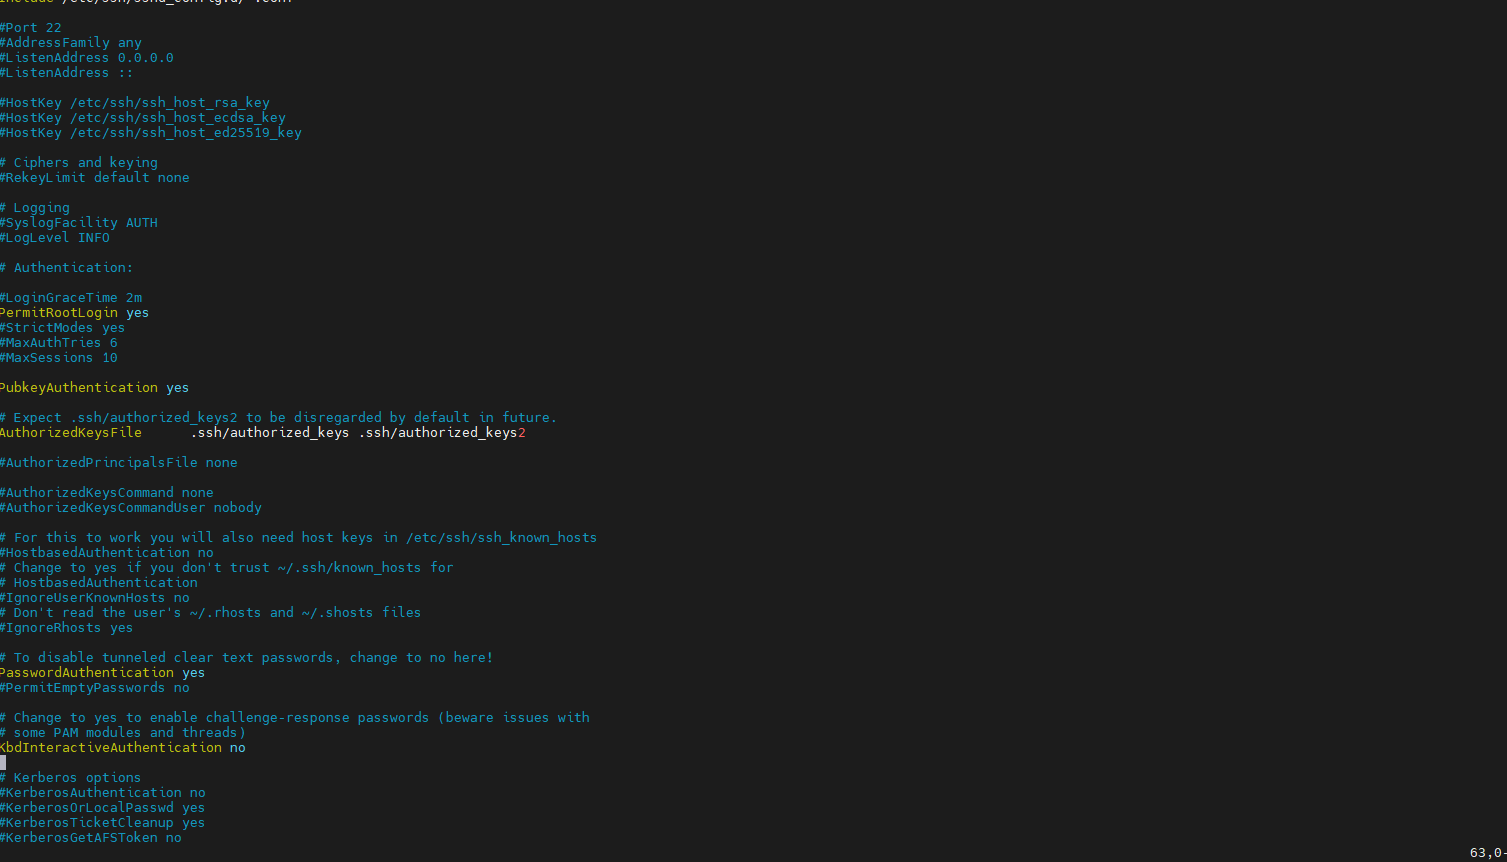 #Port 22
#AddressFamily any
#ListenAddress 0.0.0.0
#ListenAddress ::
#HostKey /etc/ssh/ssh_host_rsa_key
#HostKey /etc/ssh/ssh_host_ecdsa_key
#HostKey /etc/ssh/ssh_host_ed25519_key
# Ciphers and keying
#RekeyLimit default none
# Logging
#SyslogFacility AUTH
#LogLevel INFO
# Authentication:
#LoginGraceTime 2m
PermitRootLogin yes
#StrictModes yes
#MaxAuthTries 6
#MaxSessions 10
PubkeyAuthentication yes
# Expect .ssh/authorized_keys2 to be disregarded by default in future.
AuthorizedKeysFile      .ssh/authorized_keys .ssh/authorized_keys2
#AuthorizedPrincipalsFile none
#AuthorizedKeysCommand none
#AuthorizedKeysCommandUser nobody
# For this to work you will also need host keys in /etc/ssh/ssh_known_hosts
#HostbasedAuthentication no
# Change to yes if you don't trust ~/.ssh/known_hosts for
# HostbasedAuthentication
#IgnoreUserKnownHosts no
# Don't read the user's ~/.rhosts and ~/.shosts files
#IgnoreRhosts yes
# To disable tunneled clear text passwords, change to no here!
PasswordAuthentication yes
#PermitEmptyPasswords no
# Change to yes to enable challenge-response passwords (beware issues with
# some PAM modules and threads)
KbdInteractiveAuthentication no
# Kerberos options
#KerberosAuthentication no
#KerberosOrLocalPasswd yes
#KerberosTicketCleanup yes
#KerberosGetAFSToken no
63,0-